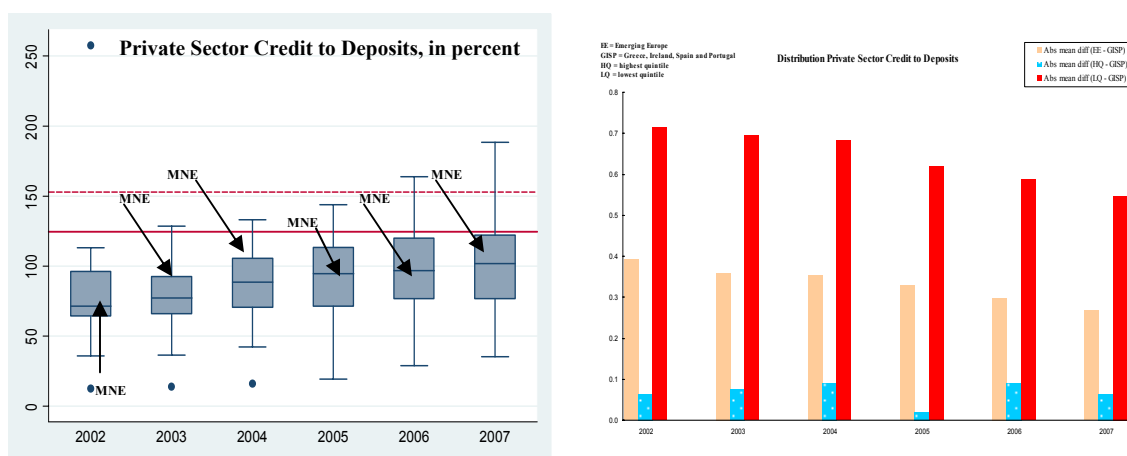 Private Sector Credit to Deposits, in percent
250
200
150
100
50
0
MNE
MNE
MNE
MNE
MNE
MNE
2002 2003 2004 2005 2006 2007
EE = Emerging Europe
GISP = Greece, Ireland, Spain and Portugal
HQ = highest quintile
LQ = lowest quintile
Distribution Private Sector Credit to Deposits
Abs mean diff (EE - GISP)
Abs mean diff (HQ - GISP)
Abs mean diff (LQ - GISP)
0.8
0.7
0.6
0.5
0.4
0.3
0.2
0.1
0.0
2002 2003 2004 2005 2006 2007